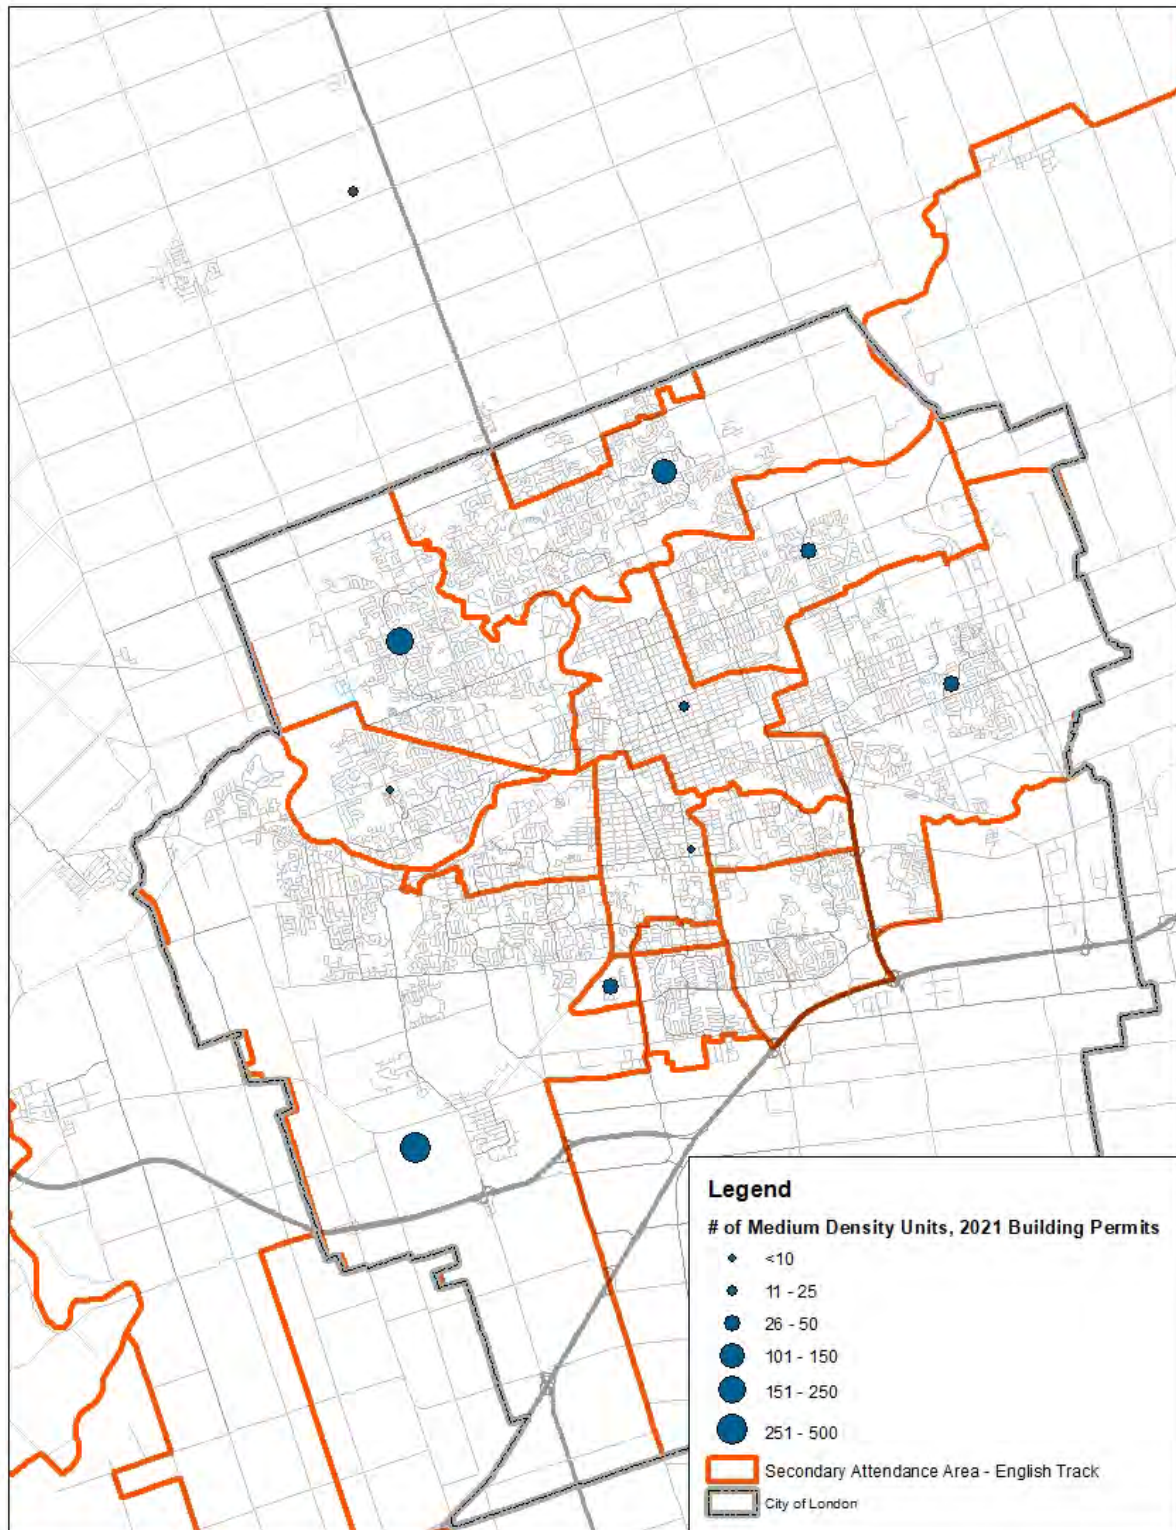 Legend
# of Medium Density Units, 2021 Building Permits
<10
11 - 25
26 - 50
101 - 150
151 - 250
251 - 500
Secondary Attendance Area - English Track
City of London